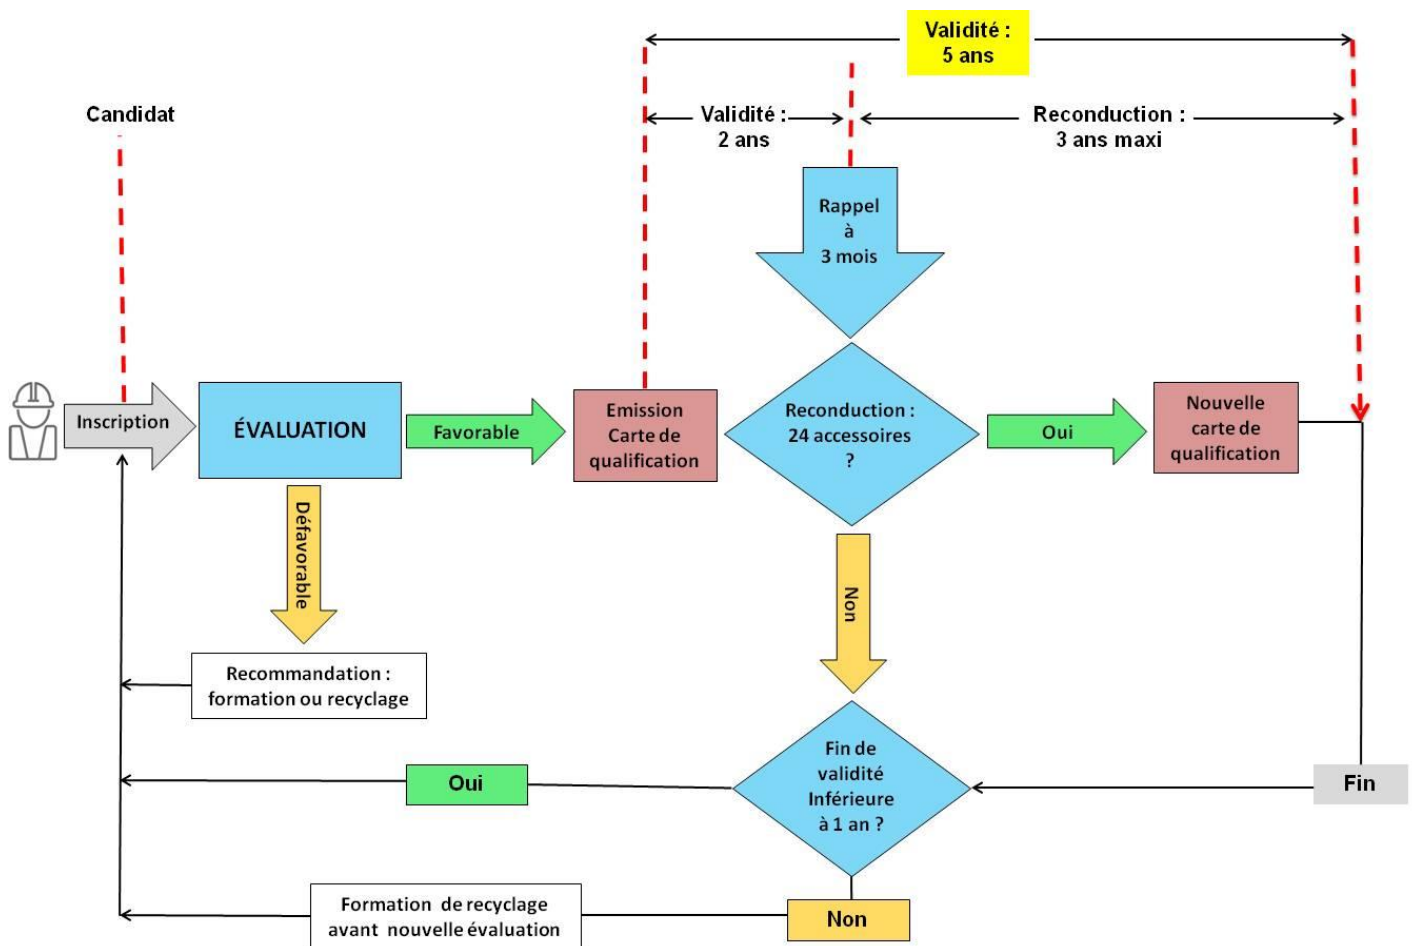 Validité :
5 ans
Candidat
Validité :
2 ans
Reconduction :
3 ans maxi
Rappel
à
3 mois
Inscription
ÉVALUATION
Favorable
Emission
Carte de
qualification
Reconduction :
24 accessoires
?
Oui
Nouvelle
carte de
qualification
Défavorable
Non
Recommandation :
formation ou recyclage
Fin de
validité
Inférieure
à 1 an ?
Oui
Fin
Formation de recyclage
avant nouvelle évaluation
Non